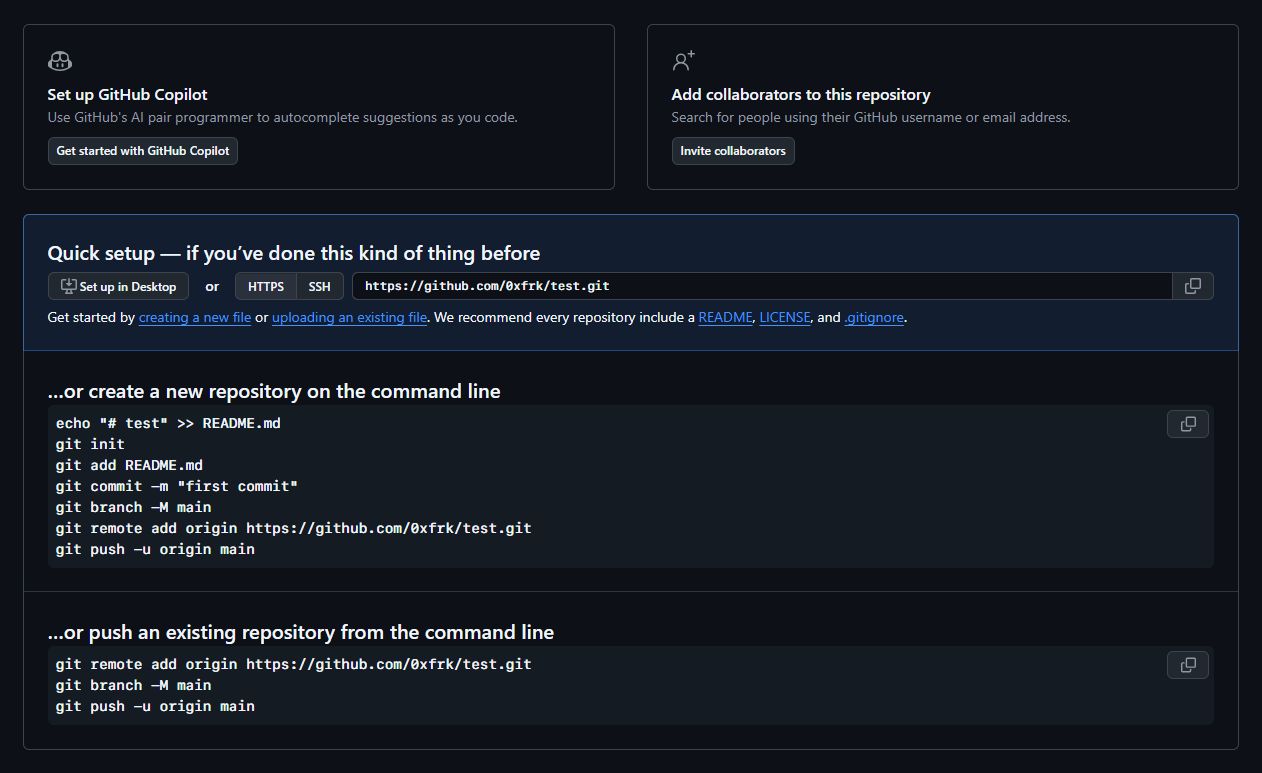 Set up GitHub Copilot
Use GitHub's AI pair programmer to autocomplete suggestions as you code.
Get started with GitHub Copilot
Add collaborators to this repository
Search for people using their GitHub username or email address.
Invite collaborators
Quick setup — if you’ve done this kind of thing before
Set up in Desktop or HTTPS SSH https://github.com/0xfrk/test.git
Get started by creating a new file or uploading an existing file. We recommend every repository include a README, LICENSE, and .gitignore.
…or create a new repository on the command line
echo "# test" >> README.md
git init
git add README.md
git commit -m "first commit"
git branch -M main
git remote add origin https://github.com/0xfrk/test.git
git push -u origin main
…or push an existing repository from the command line
git remote add origin https://github.com/0xfrk/test.git
git branch -M main
git push -u origin main